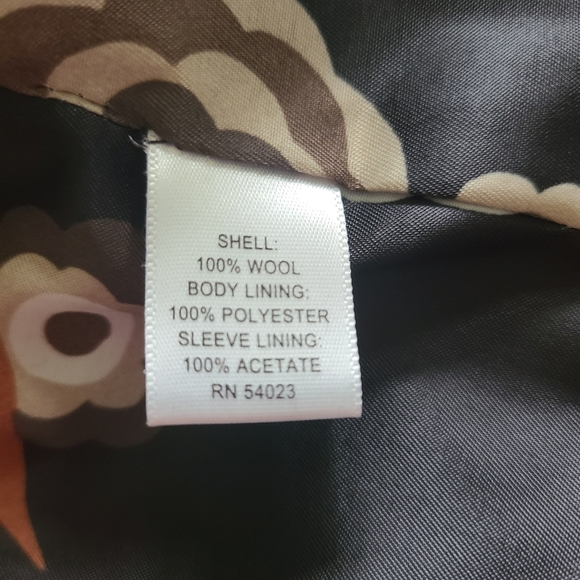 SHELL:
100% WOOL
BODY LINING:
100% POLYESTER
SLEEVE LINING:
100% ACETATE
RN 54023